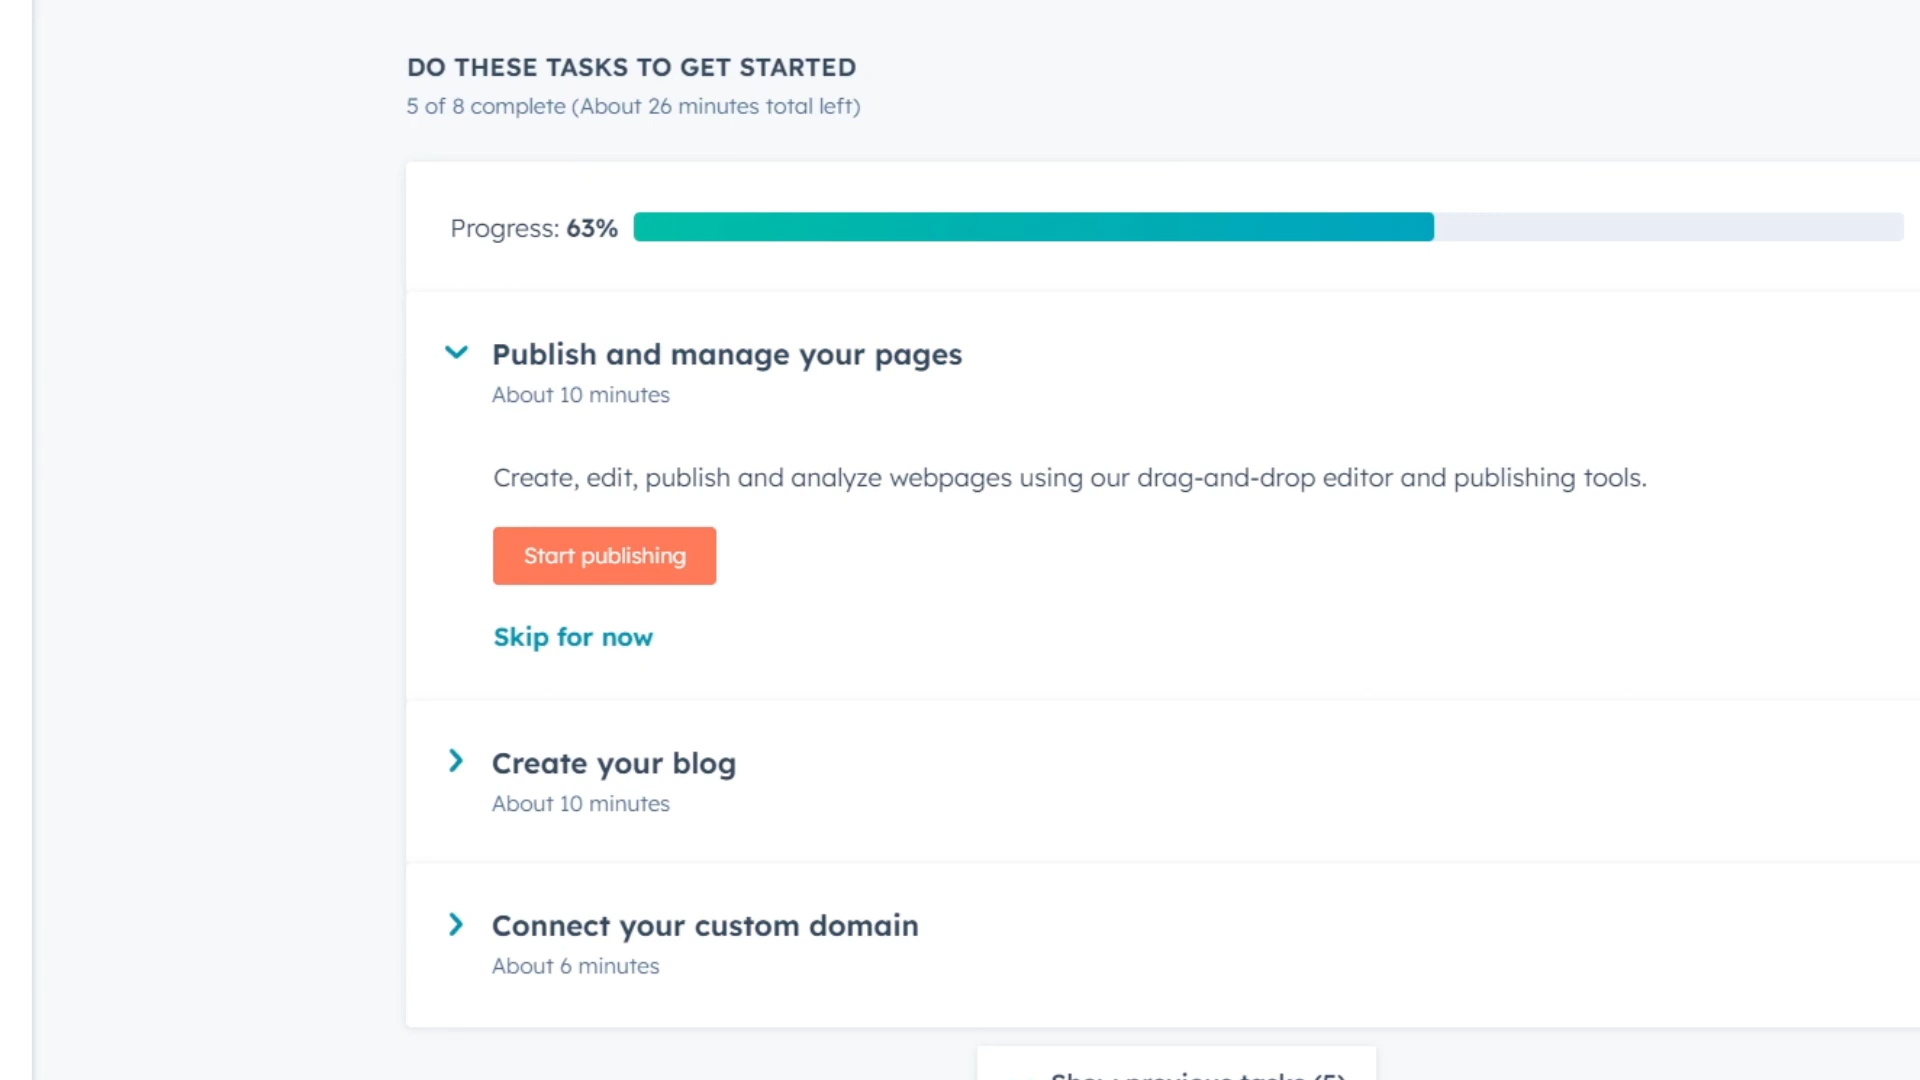 DO THESE TASKS TO GET STARTED
5 of 8 complete (About 26 minutes total left)
Progress: 63%
Publish and manage your pages
About 10 minutes
Create, edit, publish and analyze webpages using our drag-and-drop editor and publishing tools.
Start publishing
Skip for now
Create your blog
About 10 minutes
Connect your custom domain
About 6 minutes
Show previous tasks (5)